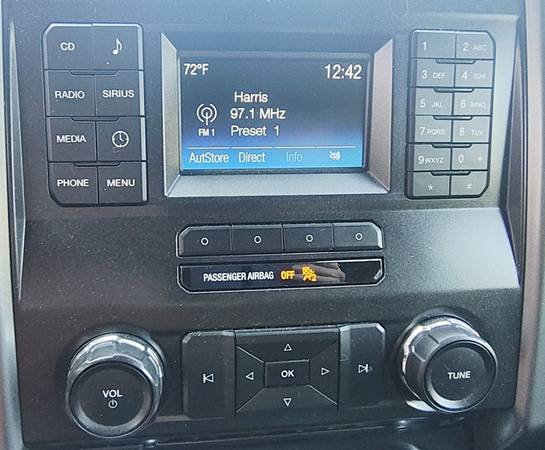 CD
RADIO SIRIUS
MEDIA
PHONE MENU
72°F 12:42
Harris
97.1 MHz
FM 1 Preset 1
AutStore Direct Info
1 2 ABC
3 DEF 4 GHI
5 JKL 6 MNO
7 PQRS 8 TUV
9 WXYZ 0 +
* #
PASSENGER AIRBAG OFF 2
VOL
OK
TUNE